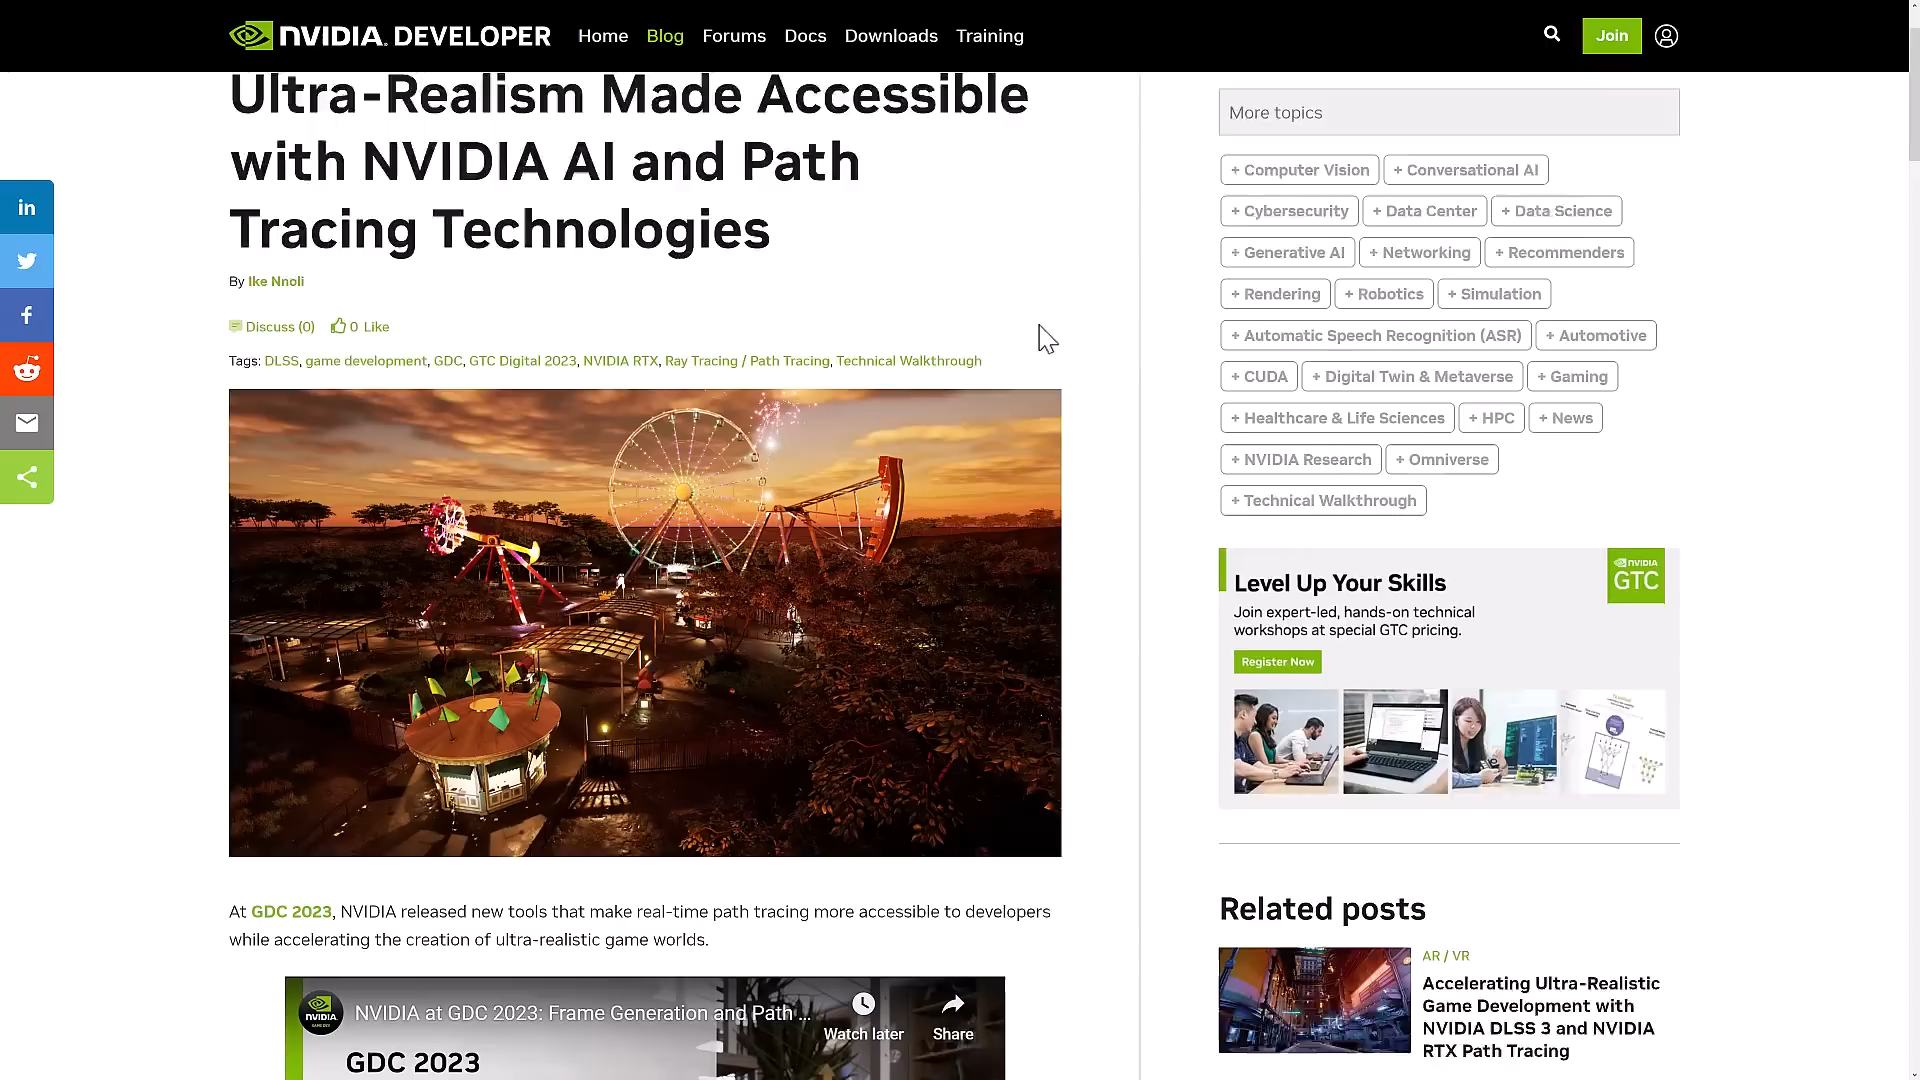 NVIDIA. DEVELOPER Home Blog Forums Docs Downloads Training Join
Ultra-Realism Made Accessible
with NVIDIA AI and Path
Tracing Technologies
By Ike Nnoli
Discuss (0) 0 Like
Tags: DLSS, game development, GDC, GTC Digital 2023, NVIDIA RTX, Ray Tracing / Path Tracing, Technical Walkthrough
At GDC 2023, NVIDIA released new tools that make real-time path tracing more accessible to developers
while accelerating the creation of ultra-realistic game worlds.
NVIDIA
GAME DEV
NVIDIA at GDC 2023: Frame Generation and Path ...
Watch later
Share
GDC 2023
in
f
More topics
+ Computer Vision + Conversational AI
+ Cybersecurity + Data Center + Data Science
+ Generative AI + Networking + Recommenders
+ Rendering + Robotics + Simulation
+ Automatic Speech Recognition (ASR) + Automotive
+ CUDA + Digital Twin & Metaverse + Gaming
+ Healthcare & Life Sciences + HPC + News
+ NVIDIA Research + Omniverse
+ Technical Walkthrough
NVIDIA
GTC
Level Up Your Skills
Join expert-led, hands-on technical
workshops at special GTC pricing.
Register Now
Related posts
AR / VR
Accelerating Ultra-Realistic
Game Development with
NVIDIA DLSS 3 and NVIDIA
RTX Path Tracing